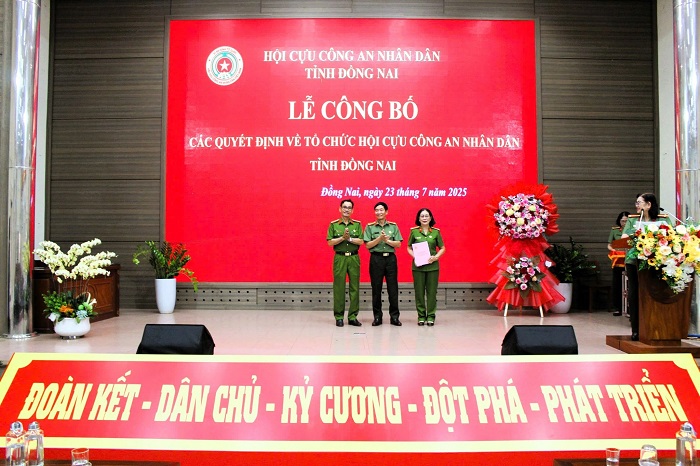 HỘI CỰU CÔNG AN NHÂN DÂN
TỈNH ĐỒNG NAI
LỄ CÔNG BỐ
CÁC QUYẾT ĐỊNH VỀ TỔ CHỨC HỘI CỰU CÔNG AN NHÂN DÂN
TỈNH ĐỒNG NAI
Đồng Nai, ngày 23 tháng 7 năm 2025
ĐOÀN KẾT - DÂN CHỦ - KỶ CƯƠNG - ĐỘT PHÁ - PHÁT TRIỂN